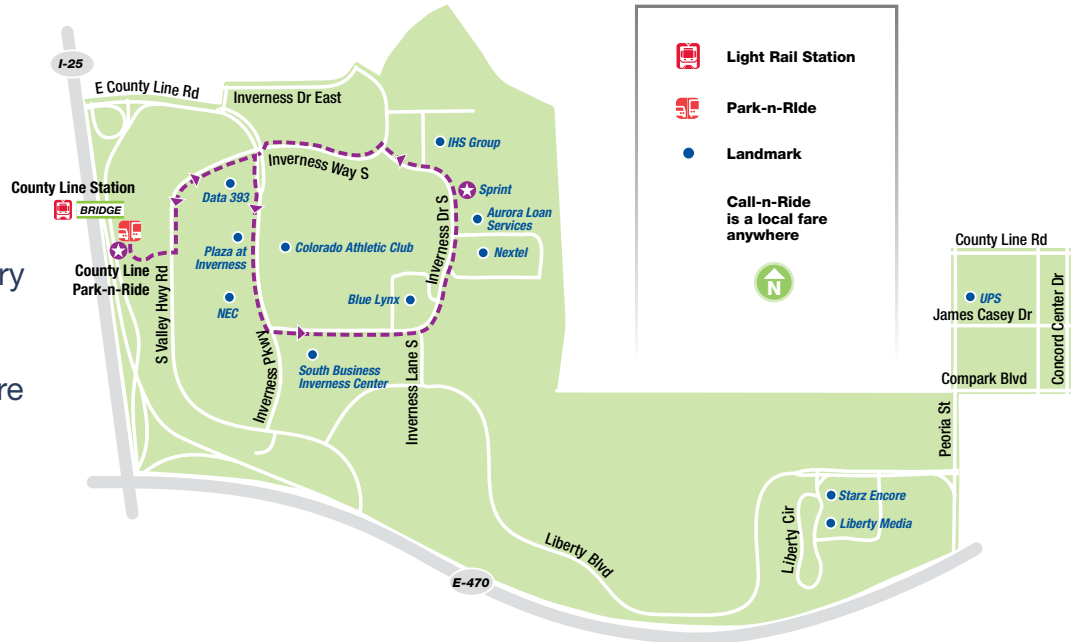 I-25
E County Line Rd
Inverness Dr East
IHS Group
Inverness Way S
County Line Station
BRIDGE
Data 393
Sprint
Aurora Loan
Services
Inverness Dr S
Plaza at
Inverness
Colorado Athletic Club
Nextel
County Line
Park-n-Ride
S Valley Hwy Rd
NEC
Blue Lynx
Inverness Pkwy
South Business
Inverness Center
Inverness Lane S
ry
re
Light Rail Station
Park-n-RIde
Landmark
Call-n-Ride
is a local fare
anywhere
N
County Line Rd
UPS
James Casey Dr
Concord Center Dr
Compark Blvd
Peoria St
Starz Encore
Liberty Media
Liberty Cir
Liberty Blvd
E-470